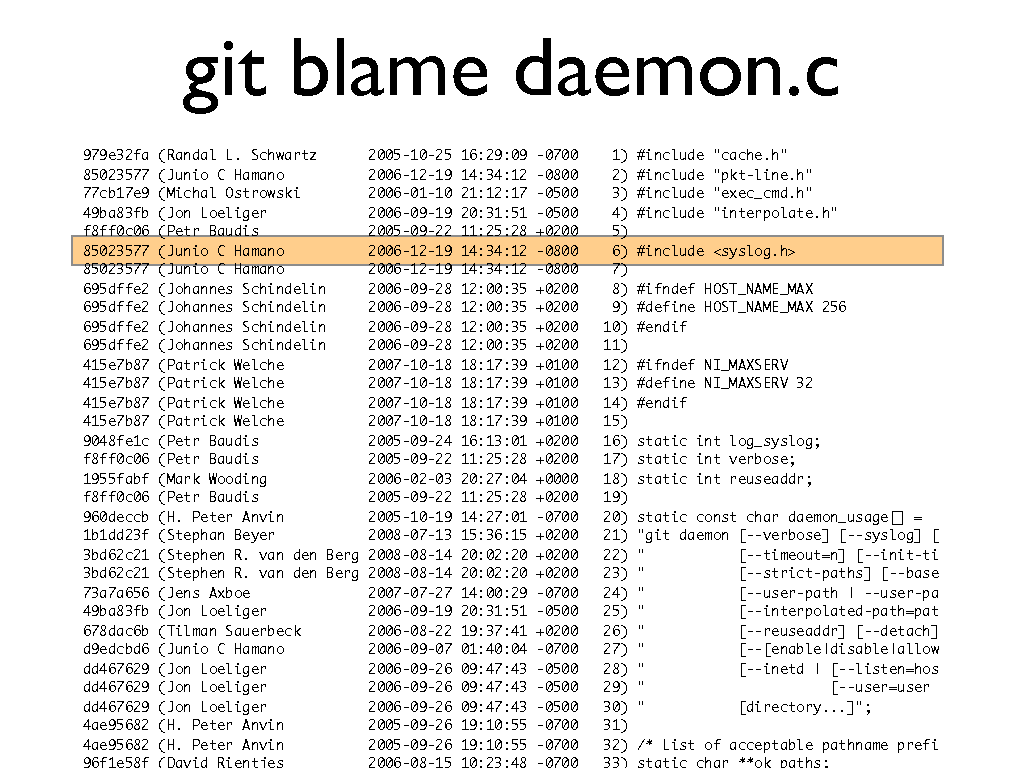 git blame daemon.c
979e32fa (Randal L. Schwartz 2005-10-25 16:29:09 -0700 1) #include "cache.h"
85023577 (Junio C Hamano 2006-12-19 14:34:12 -0800 2) #include "pkt-line.h"
77cb17e9 (Michal Ostrowski 2006-01-10 21:12:17 -0500 3) #include "exec_cmd.h"
49ba83fb (Jon Loeliger 2006-09-19 20:31:51 -0500 4) #include "interpolate.h"
f8ff0c06 (Petr Baudis 2005-09-22 11:25:28 +0200 5)
85023577 (Junio C Hamano 2006-12-19 14:34:12 -0800 6) #include <syslog.h>
85023577 (Junio C Hamano 2006-12-19 14:34:12 -0800 7)
695dffe2 (Johannes Schindelin 2006-09-28 12:00:35 +0200 8) #ifndef HOST_NAME_MAX
695dffe2 (Johannes Schindelin 2006-09-28 12:00:35 +0200 9) #define HOST_NAME_MAX 256
695dffe2 (Johannes Schindelin 2006-09-28 12:00:35 +0200 10) #endif
695dffe2 (Johannes Schindelin 2006-09-28 12:00:35 +0200 11)
415e7b87 (Patrick Welche 2007-10-18 18:17:39 +0100 12) #ifndef NI_MAXSERV
415e7b87 (Patrick Welche 2007-10-18 18:17:39 +0100 13) #define NI_MAXSERV 32
415e7b87 (Patrick Welche 2007-10-18 18:17:39 +0100 14) #endif
415e7b87 (Patrick Welche 2007-10-18 18:17:39 +0100 15)
9048fe1c (Petr Baudis 2005-09-24 16:13:01 +0200 16) static int log_syslog;
f8ff0c06 (Petr Baudis 2005-09-22 11:25:28 +0200 17) static int verbose;
1955fabf (Mark Wooding 2006-02-03 20:27:04 +0000 18) static int reuseaddr;
f8ff0c06 (Petr Baudis 2005-09-22 11:25:28 +0200 19)
960deccb (H. Peter Anvin 2005-10-19 14:27:01 -0700 20) static const char daemon_usage[] =
1b1dd23f (Stephan Beyer 2008-07-13 15:36:15 +0200 21) "git daemon [--verbose] [--syslog] [
3bd62c21 (Stephen R. van den Berg 2008-08-14 20:02:20 +0200 22) " [--timeout=n] [--init-ti
3bd62c21 (Stephen R. van den Berg 2008-08-14 20:02:20 +0200 23) " [--strict-paths] [--base
73a7a656 (Jens Axboe 2007-07-27 14:00:29 -0700 24) " [--user-path | --user-pa
49ba83fb (Jon Loeliger 2006-09-19 20:31:51 -0500 25) " [--interpolated-path=pat
678dac6b (Tilman Sauerbeck 2006-08-22 19:37:41 +0200 26) " [--reuseaddr] [--detach]
d9edcbd6 (Junio C Hamano 2006-09-07 01:40:04 -0700 27) " [--[enable|disable|allow
dd467629 (Jon Loeliger 2006-09-26 09:47:43 -0500 28) " [--inetd | [--listen=hos
dd467629 (Jon Loeliger 2006-09-26 09:47:43 -0500 29) " [--user=user
dd467629 (Jon Loeliger 2006-09-26 09:47:43 -0500 30) " [directory...]";
4ae95682 (H. Peter Anvin 2005-09-26 19:10:55 -0700 31)
4ae95682 (H. Peter Anvin 2005-09-26 19:10:55 -0700 32) /* List of acceptable pathname prefi
96f1e58f (David Rientjes 2006-08-15 10:23:48 -0700 33) static char **ok_paths;